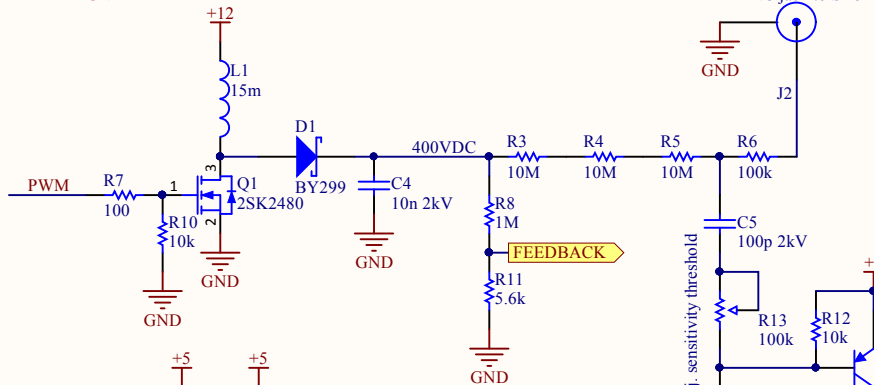 +12
GND
L1
15m
J2
D1
BY299
400VDC
R3
10M
R4
10M
R5
10M
R6
100k
PWM
R7
100
1
3
2
Q1
2SK2480
R10
10k
GND
GND
C4
10n 2kV
GND
R8
1M
FEEDBACK
R11
5.6k
GND
C5
100p 2kV
sensitivity threshold
R13
100k
R12
10k
+5
+5